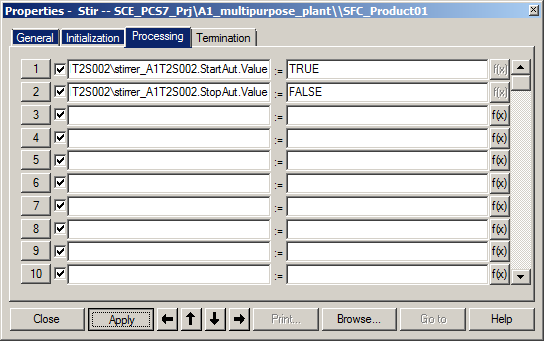 Properties - Stir -- SCE_PCS7_Prj\A1_multipurpose_plant\\SFC_Product01
General Initialization Processing Termination
1 T2S002\stirrer_A1T2S002.StartAut.Value := TRUE f(x)
2 T2S002\stirrer_A1T2S002.StopAut.Value := FALSE f(x)
3 := f(x)
4 := f(x)
5 := f(x)
6 := f(x)
7 := f(x)
8 := f(x)
9 := f(x)
10 := f(x)
Close Apply Print... Browse... Go to Help